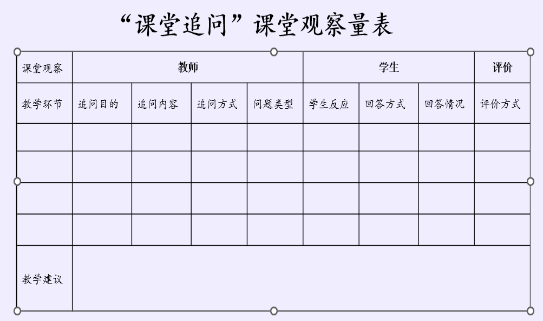 “课堂追问”课堂观察量表
课堂观察 教师 学生 评价
教学环节 追问目的 追问内容 追问方式 问题类型 学生反应 回答方式 回答情况 评价方式
教学建议